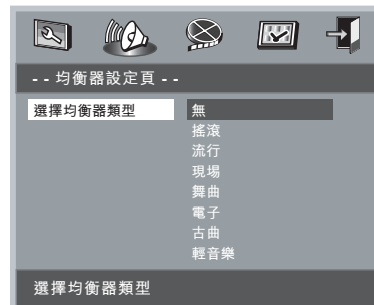 - - 均衡器設定頁 - -
選擇均衡器類型 無
搖滾
流行
現場
舞曲
電子
古曲
輕音樂
選擇均衡器類型